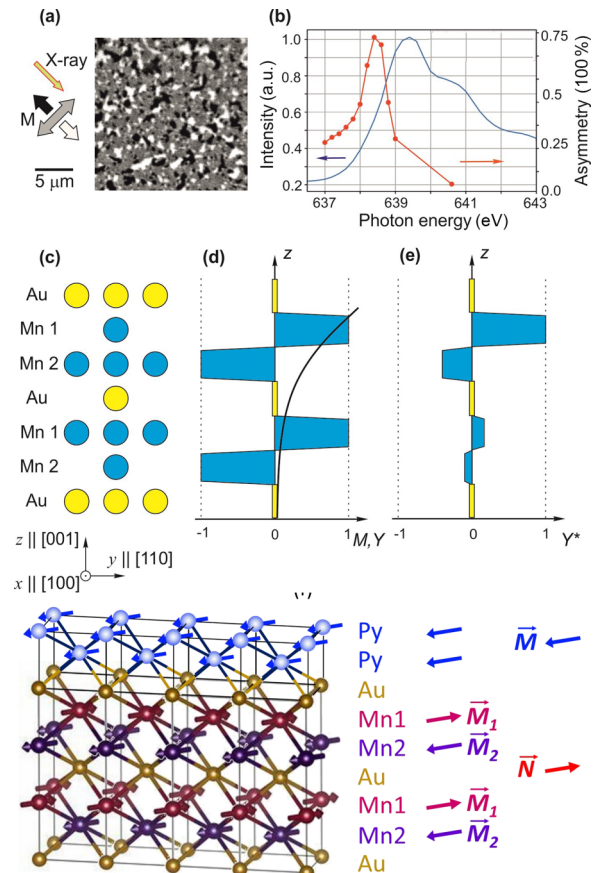 (a)
X-ray
M
5 μm
(b)
Intensity (a.u.)
1.0
0.8
0.6
0.4
0.2
0.75
0.50
0.25
0.0
Asymmetry (100 %)
637 639 641 643
Photon energy (eV)
(c)
Au
Mn 1
Mn 2
Au
Mn 1
Mn 2
Au
z || [001]
y || [110]
x || [100]
(d)
z
-1 0 1
M,Y
(e)
z
-1 0 1
Y*
Py
Py
M
Au
Mn1 M1
Mn2 M2
Au
N
Mn1 M1
Mn2 M2
Au